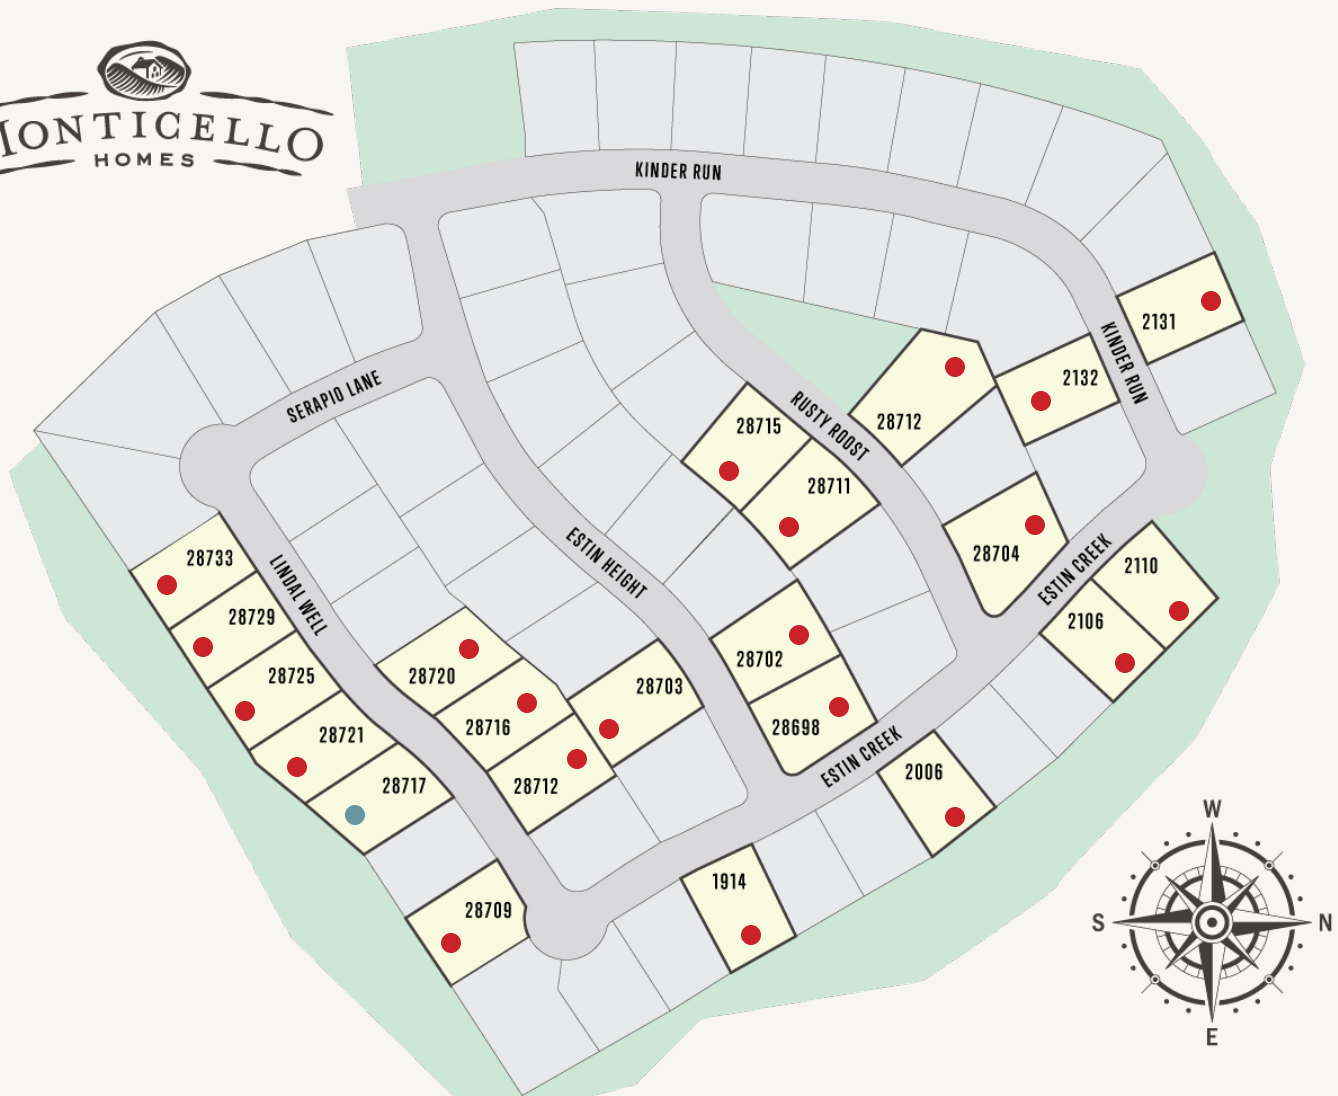 MONTICELLO
HOMES
KINDER RUN
2131
KINDER RUN
2132
SERAPIO LANE
RUSTY ROOST
28712
28715
28711
28704
ESTIN CREEK
2110
2106
ESTIN HEIGHT
28733
LINDAL WELL
28729
28725
28721
28717
28720
28716
28712
28703
28702
28698
ESTIN CREEK
2006
1914
28709
W
S
N
E